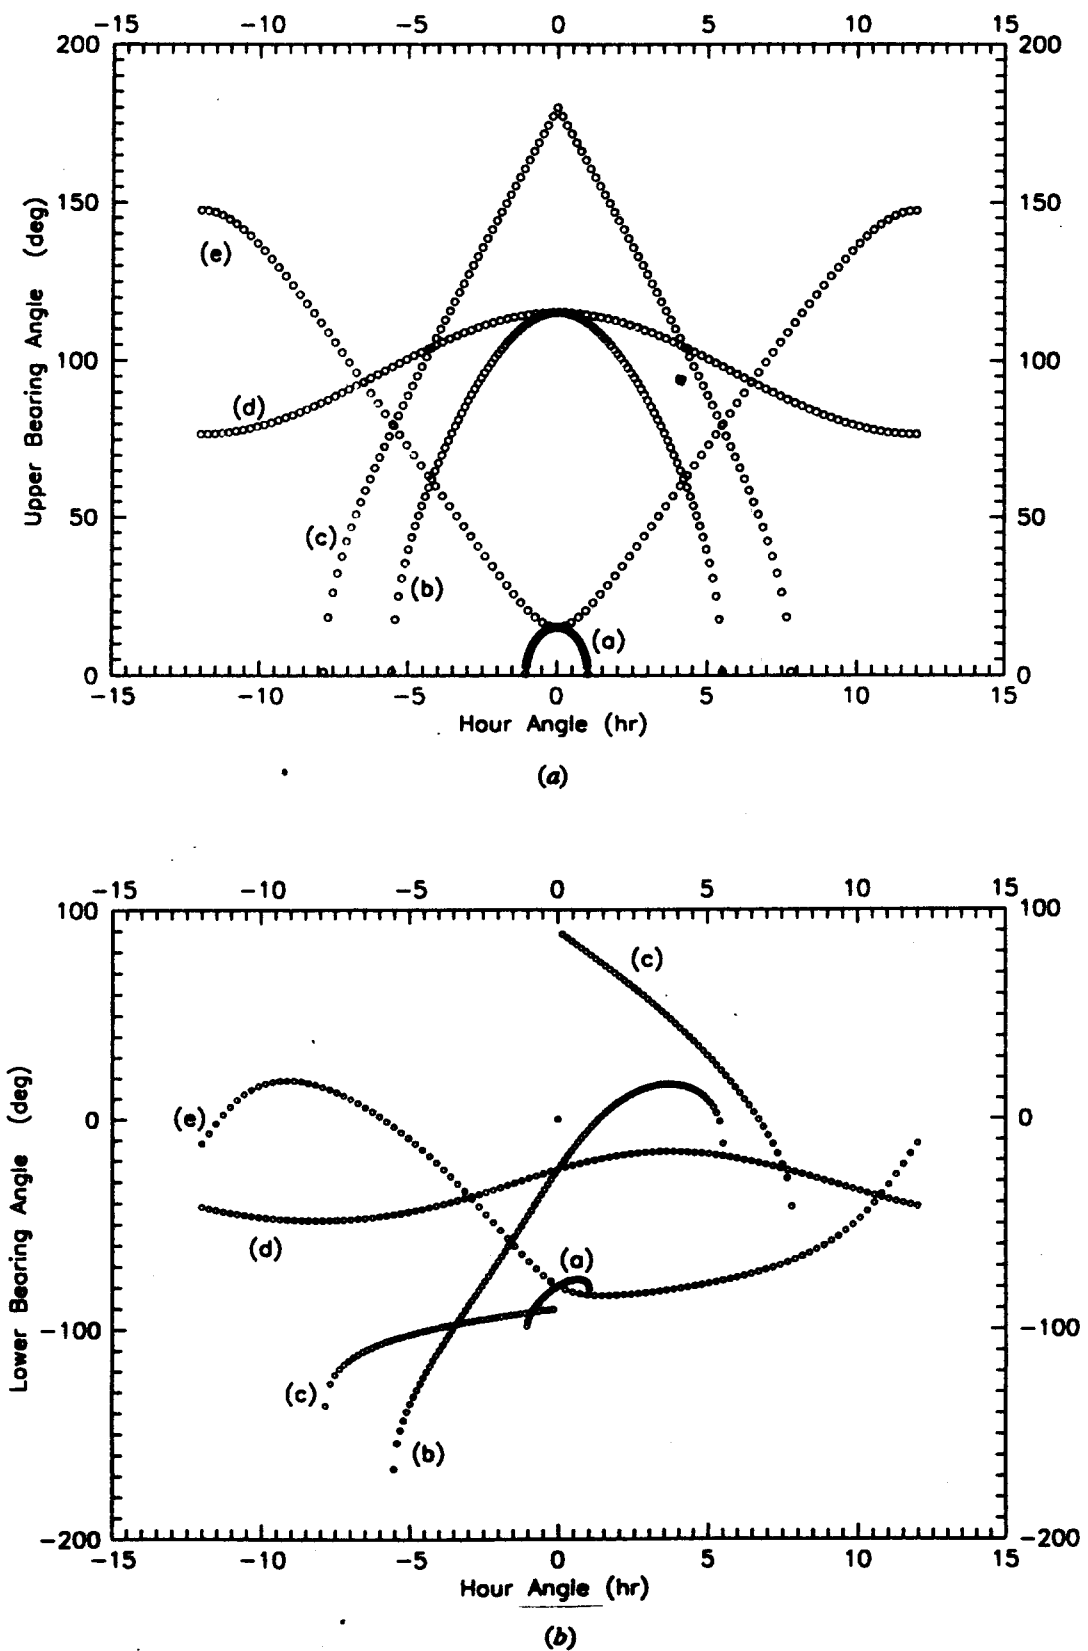 -15 -10 -5 0 5 10 15
200 200
150 150
(e)
100 100
(d)
50 50
(c)
(b)
(a)
0 0
-15 -10 -5 0 5 10 15
Upper Bearing Angle (deg)
Hour Angle (hr)
(a)
-15 -10 -5 0 5 10 15
100 100
(c)
0 0
(e)
(d)
(a)
-100 -100
(c)
(b)
-200 -200
-15 -10 -5 0 5 10 15
Lower Bearing Angle (deg)
Hour Angle (hr)
(b)